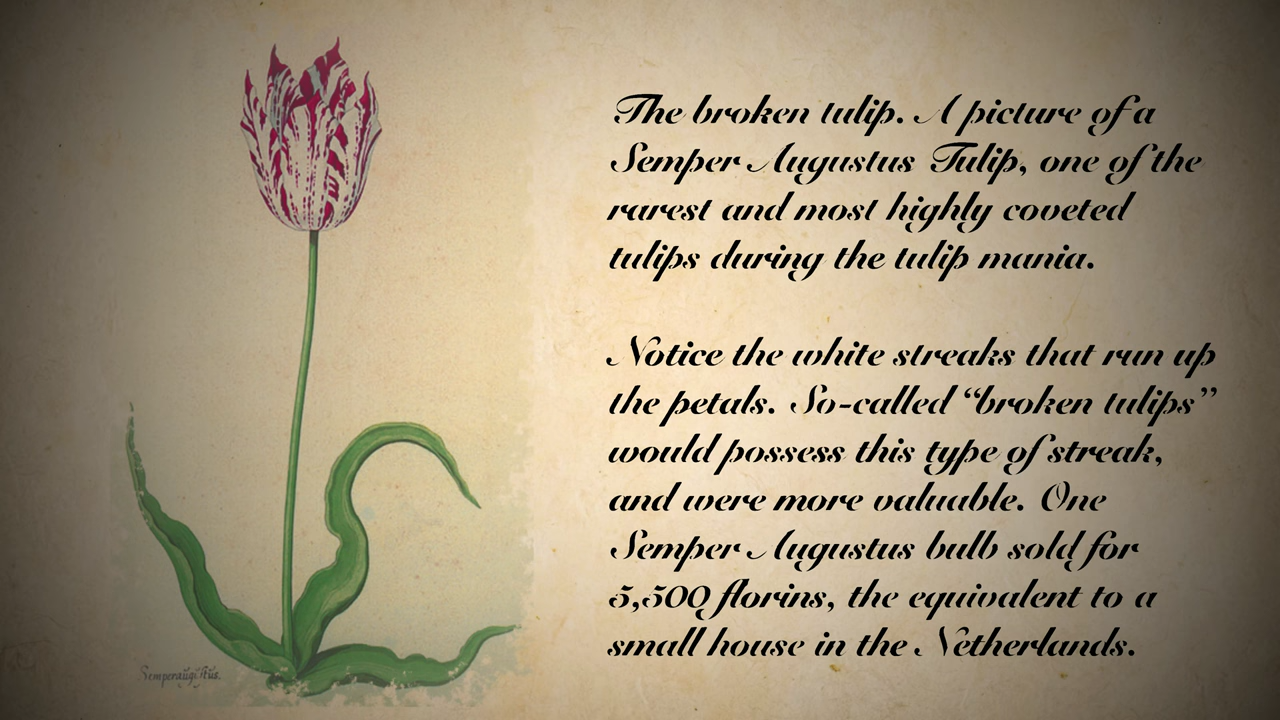 The broken tulip. A picture of a
Semper Augustus Tulip, one of the
rarest and most highly coveted
tulips during the tulip mania.
Notice the white streaks that run up
the petals. So-called “broken tulips”
would possess this type of streak,
and were more valuable. One
Semper Augustus bulb sold for
5,500 florins, the equivalent to a
small house in the Netherlands.